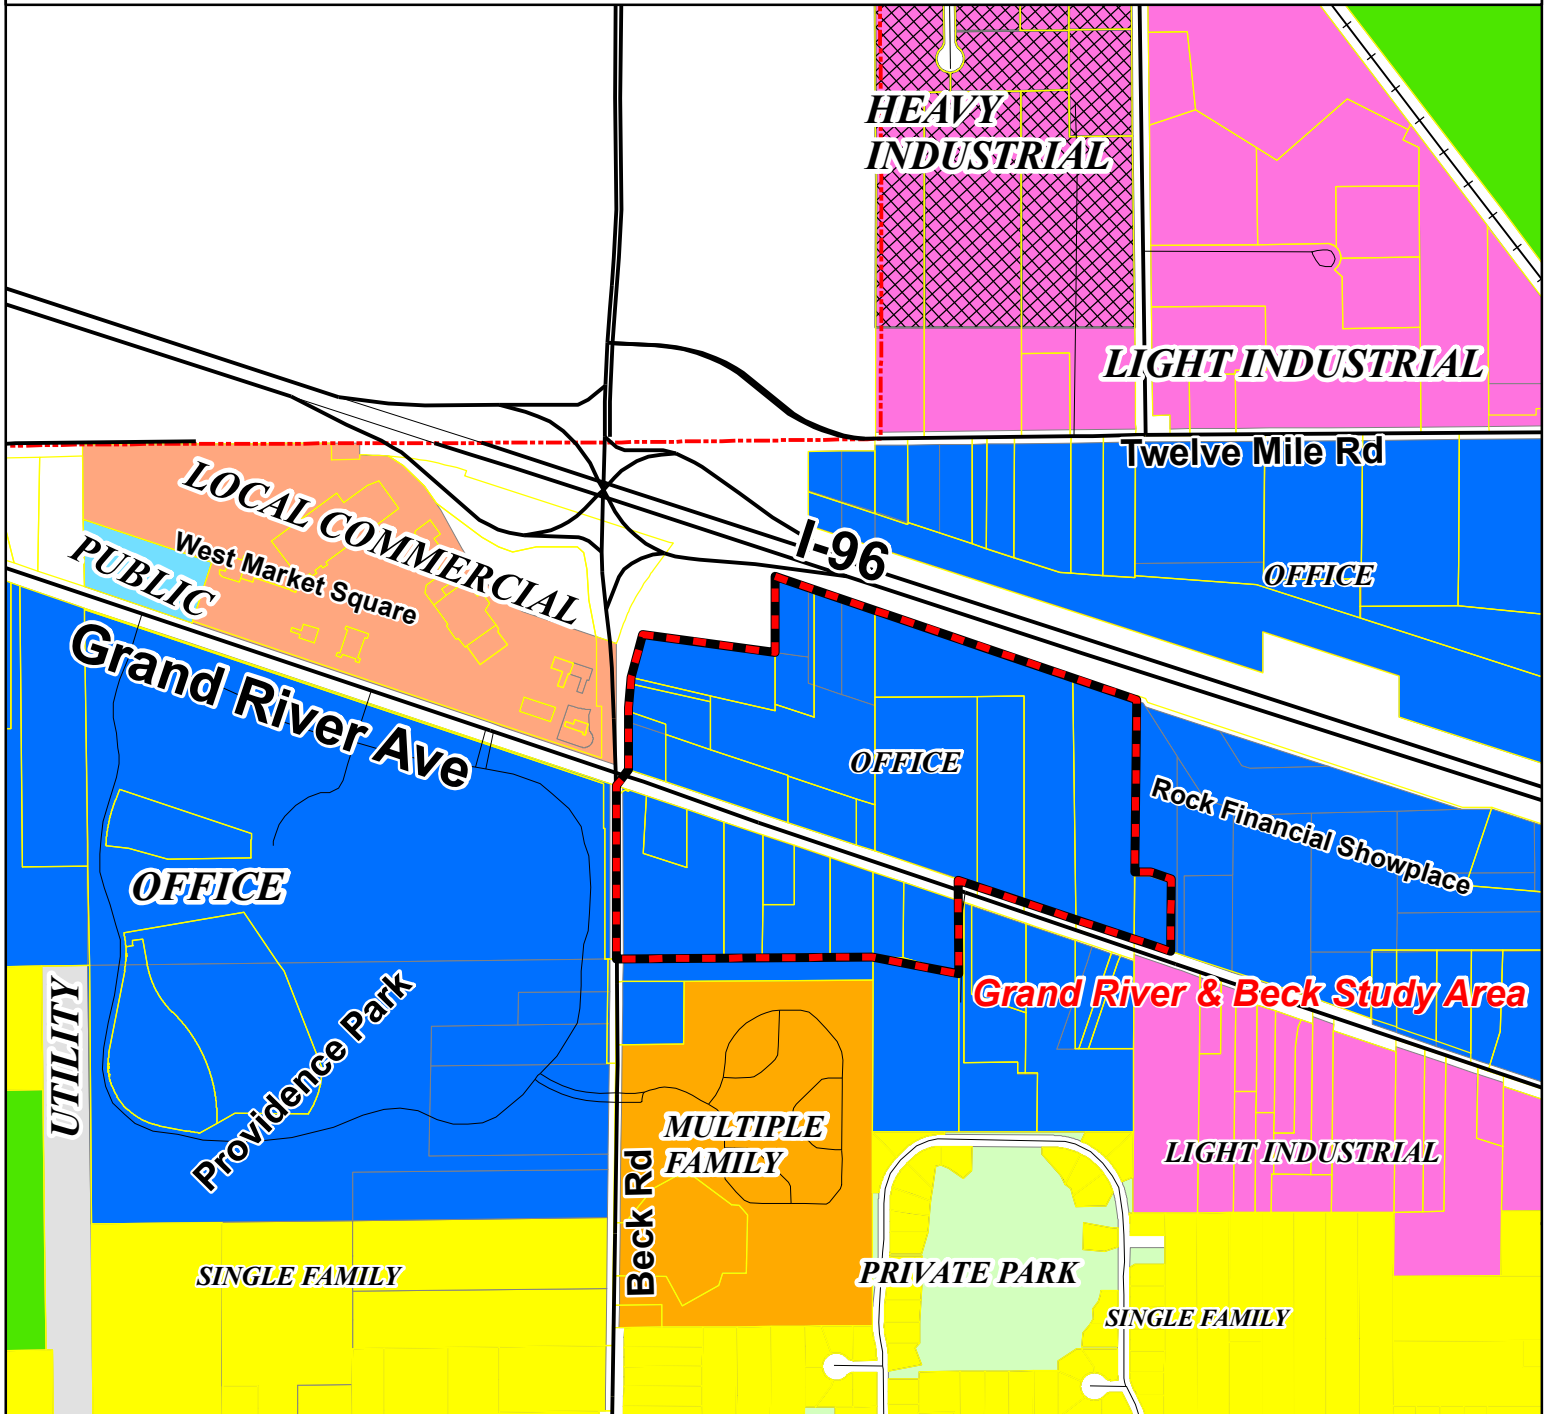 HEAVY
INDUSTRIAL
LIGHT INDUSTRIAL
Twelve Mile Rd
LOCAL COMMERCIAL
West Market Square
PUBLIC
I-96
OFFICE
Grand River Ave
OFFICE
Rock Financial Showplace
OFFICE
Grand River & Beck Study Area
UTILITY
Providence Park
MULTIPLE
FAMILY
LIGHT INDUSTRIAL
Beck Rd
SINGLE FAMILY
PRIVATE PARK
SINGLE FAMILY